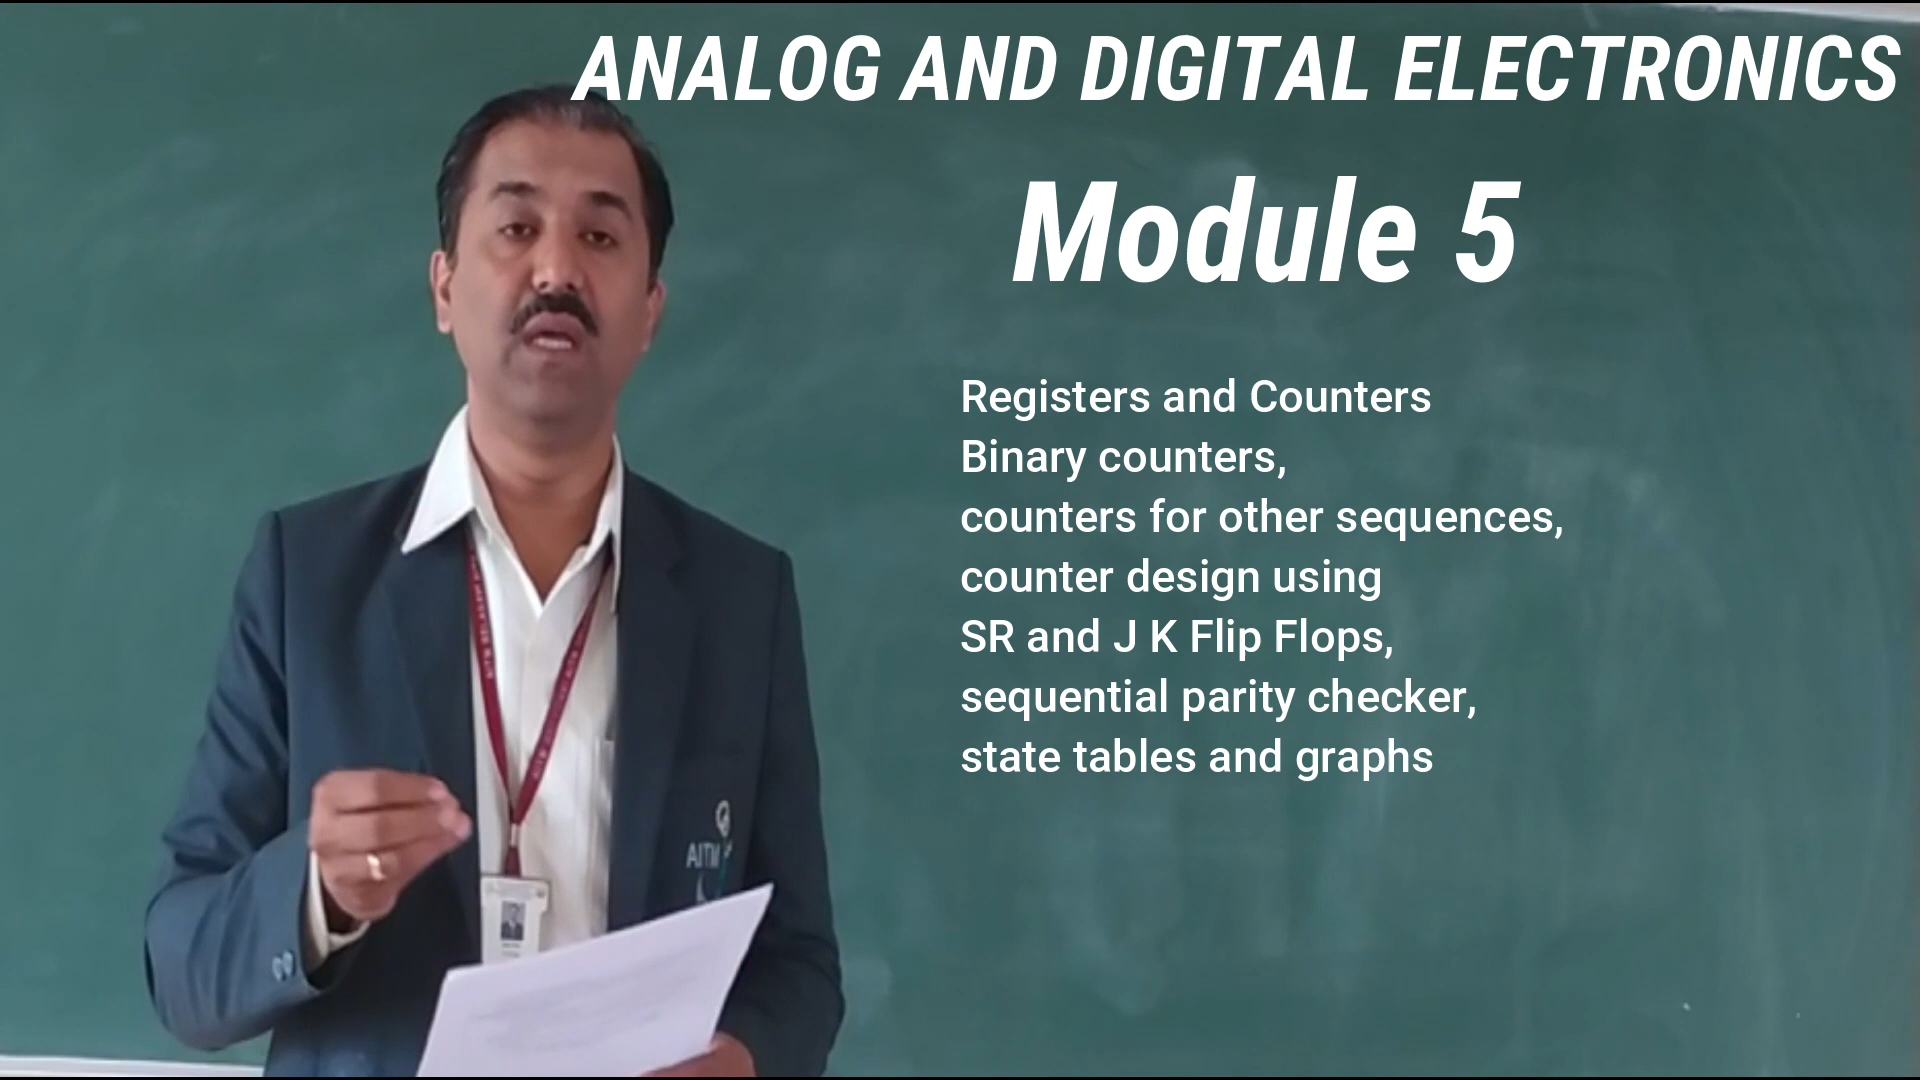 ANALOG AND DIGITAL ELECTRONICS
Module 5
Registers and Counters
Binary counters,
counters for other sequences,
counter design using
SR and J K Flip Flops,
sequential parity checker,
state tables and graphs
AITM